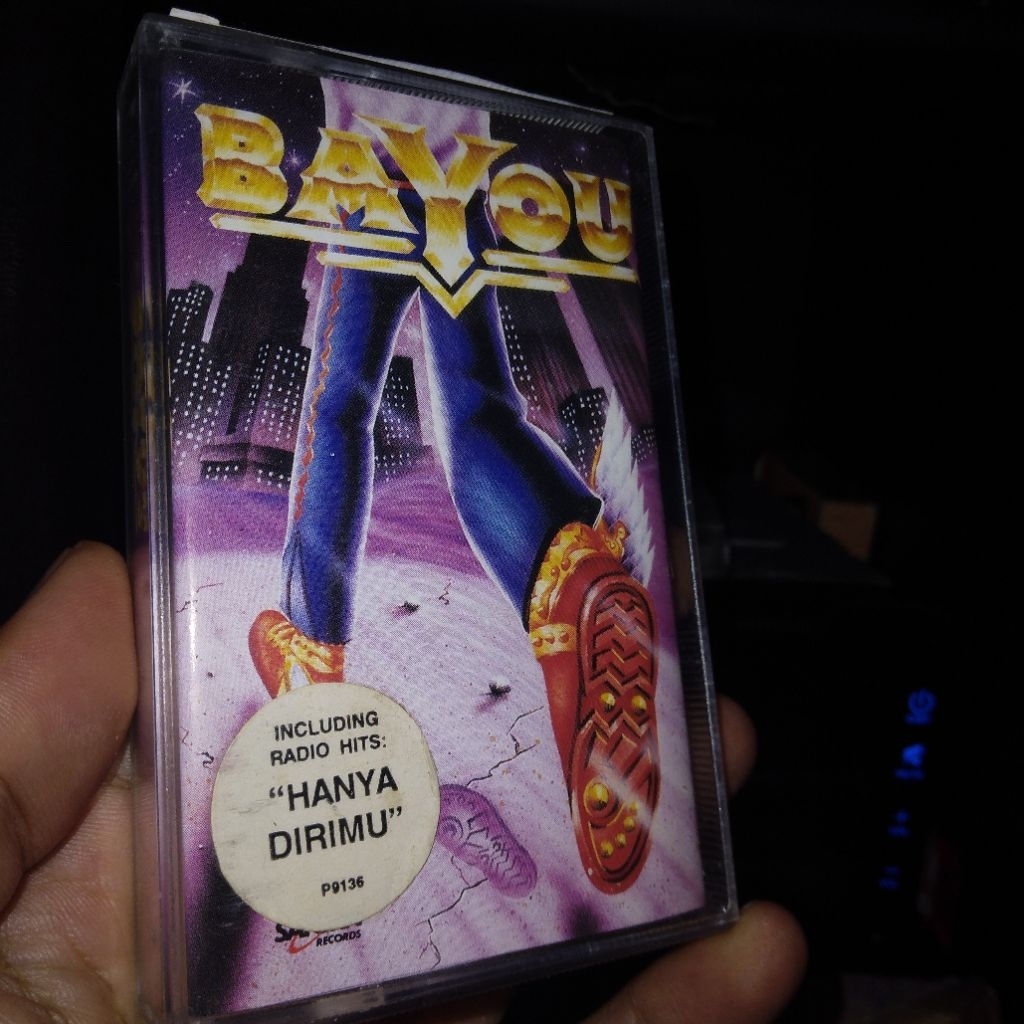 BAYOU
INCLUDING
RADIO HITS:
"HANYA
DIRIMU"
P9136
RECORDS